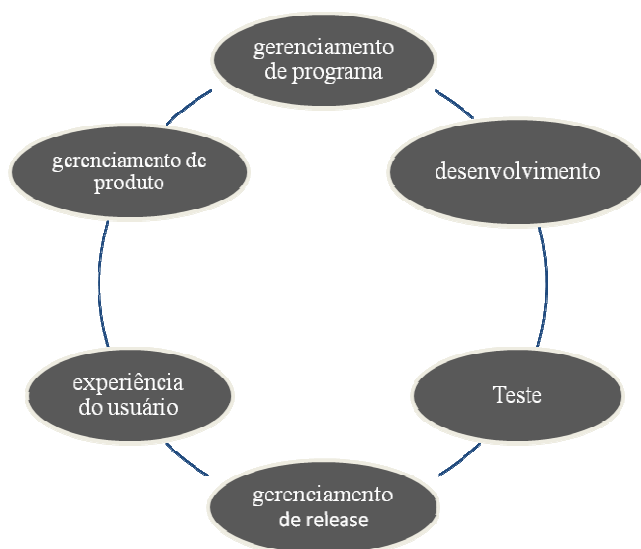 gerenciamento
de programa
desenvolvimento
Teste
gerenciamento
de release
experiência
do usuário
gerenciamento de
produto